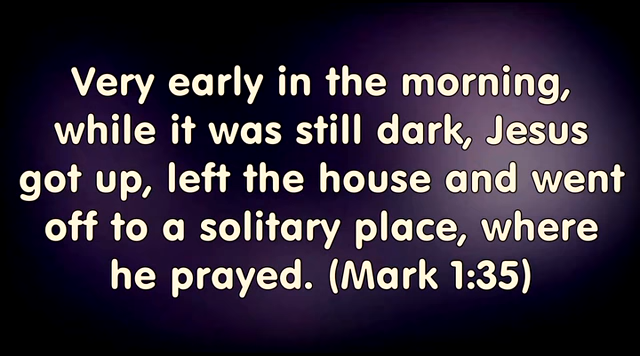 Very early in the morning,
while it was still dark, Jesus
got up, left the house and went
off to a solitary place, where
he prayed. (Mark 1:35)